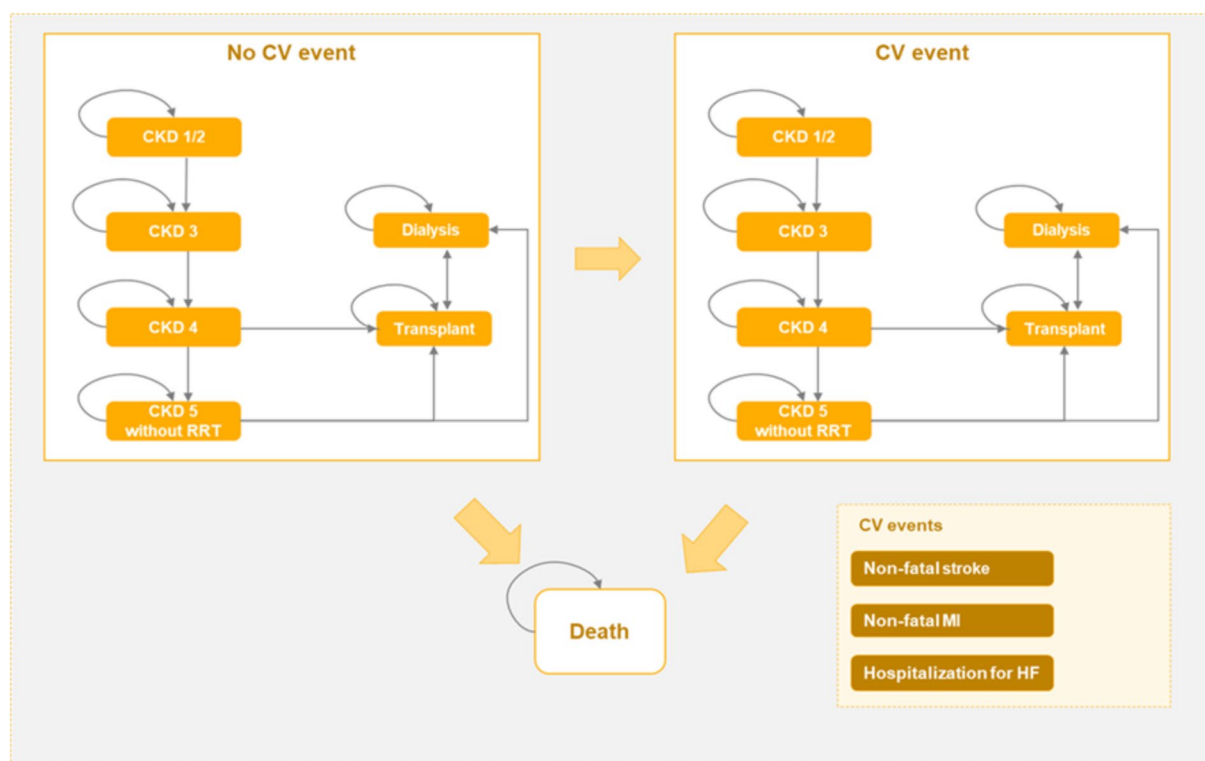 No CV event
CKD 1/2
CKD 3
Dialysis
CKD 4
Transplant
CKD 5
without RRT
CV event
CKD 1/2
CKD 3
Dialysis
CKD 4
Transplant
CKD 5
without RRT
Death
CV events
Non-fatal stroke
Non-fatal MI
Hospitalization for HF